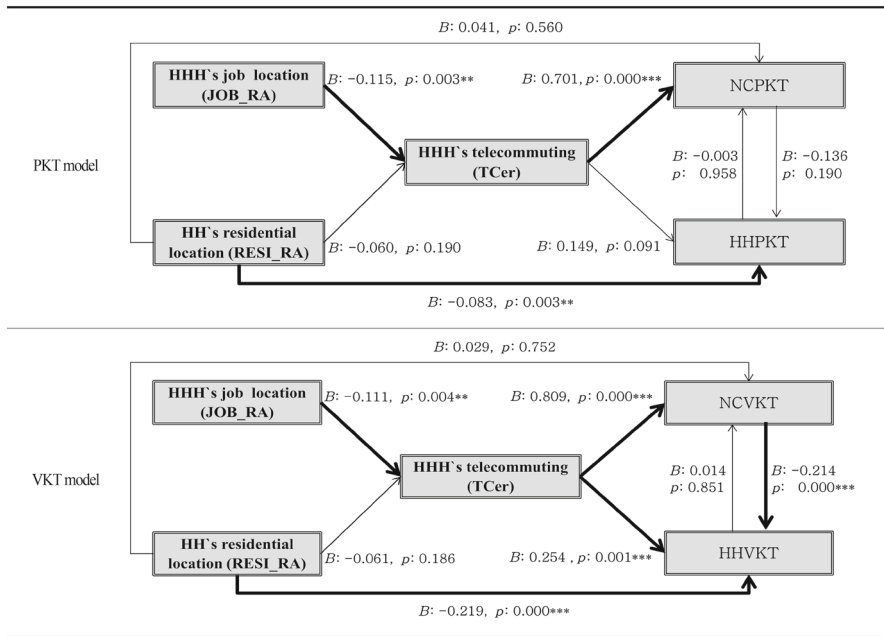 B: 0.041, p: 0.560
HHH`s job location
(JOB_RA)
B: -0.115, p: 0.003**
B: 0.701, p: 0.000***
NCPKT
PKT model
HHH`s telecommuting
(TCer)
B: -0.003
p: 0.958
B: -0.136
p: 0.190
HH`s residential
location (RESI_RA)
B: -0.060, p: 0.190
B: 0.149, p: 0.091
HHPKT
B: -0.083, p: 0.003**
B: 0.029, p: 0.752
HHH`s job location
(JOB_RA)
B: -0.111, p: 0.004**
B: 0.809, p: 0.000***
NCVKT
VKT model
HHH`s telecommuting
(TCer)
B: 0.014
p: 0.851
B: -0.214
p: 0.000***
HH`s residential
location (RESI_RA)
B: -0.061, p: 0.186
B: 0.254 , p: 0.001***
HHVKT
B: -0.219, p: 0.000***